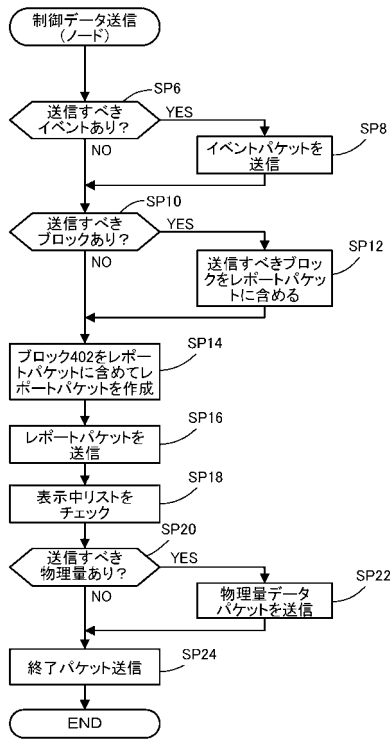 制御データ送信
(ノード)
SP6
送信すべき
イベントあり?
YES
SP8
イベントパケットを
送信
NO
SP10
送信すべき
ブロックあり?
YES
SP12
送信すべきブロッ
クをレポートパケッ
トに含める
NO
SP14
ブロック402をレポー
トパケットに含めてレ
ポートパケットを作成
SP16
レポートパケットを
送信
SP18
表示中リストを
チェック
SP20
送信すべき
物理量あり?
YES
SP22
物理量データ
パケットを送信
NO
SP24
終了パケット送信
END